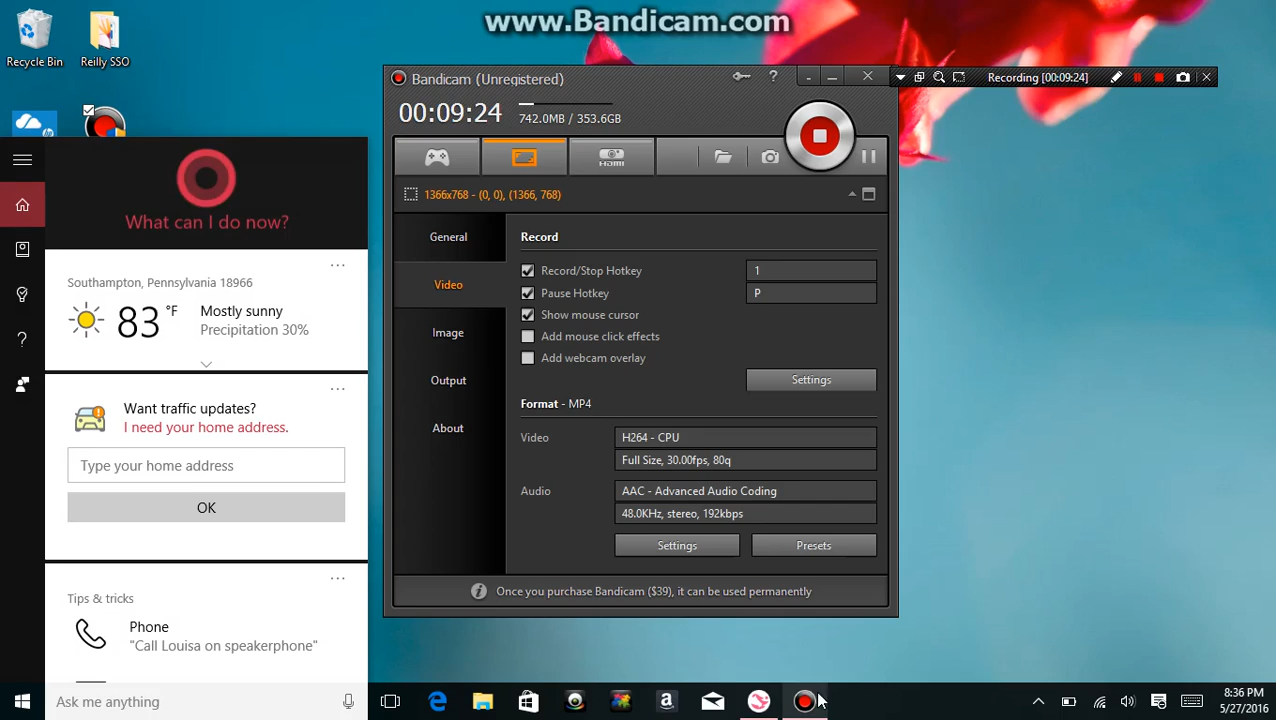 www.Bandicam.com
Recycle Bin
Reilly SSO
Bandicam (Unregistered)
?
Recording [00:09:24]
00:09:24
742.0MB / 353.6GB
HDMI
1366x768 - (0, 0), (1366, 768)
General
Video
Image
Output
About
Record
Record/Stop Hotkey
1
Pause Hotkey
P
Show mouse cursor
Add mouse click effects
Add webcam overlay
Settings
Format - MP4
Video
H264 - CPU
Full Size, 30.00fps, 80q
Audio
AAC - Advanced Audio Coding
48.0KHz, stereo, 192kbps
Settings
Presets
Once you purchase Bandicam ($39), it can be used permanently
What can I do now?
Southampton, Pennsylvania 18966
83 °F
Mostly sunny
Precipitation 30%
Want traffic updates?
I need your home address.
Type your home address
OK
Tips & tricks
Phone
"Call Louisa on speakerphone"
Ask me anything
8:36 PM
5/27/2016